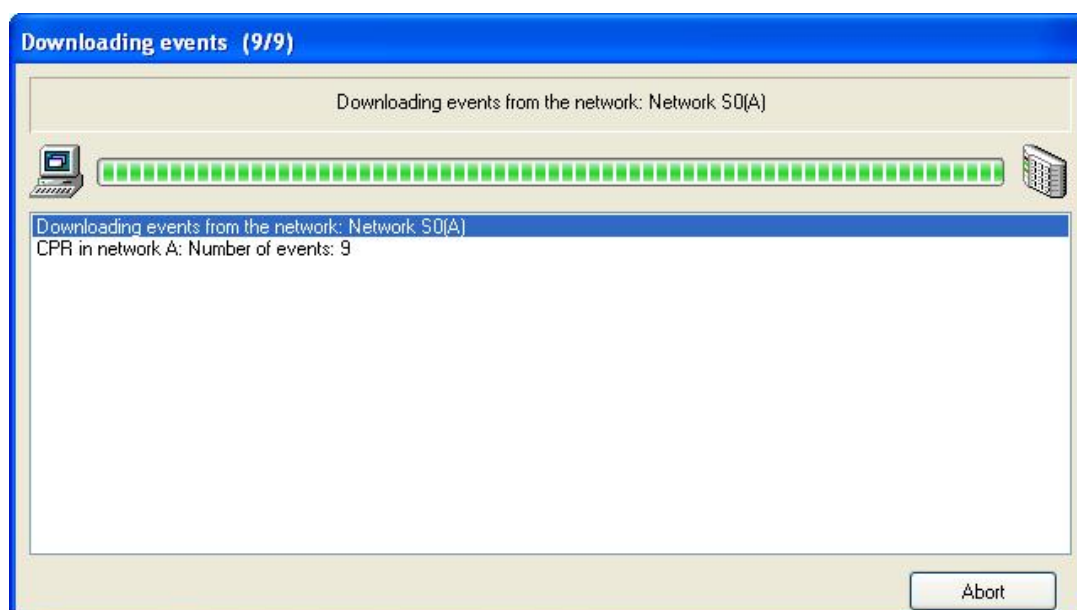 Downloading events (9/9)
Downloading events from the network: Network S0(A)
Downloading events from the network: Network S0(A)
CPR in network A: Number of events: 9
Abort